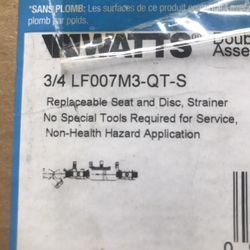 *SANS PLOMB: Les surfaces de ce produit
plomb par
WATTS® Doub
Asse
3/4 LF007M3-QT-S
Replaceable Seat and Disc, Strainer
No Special Tools Required for Service,
Non-Health Hazard Application